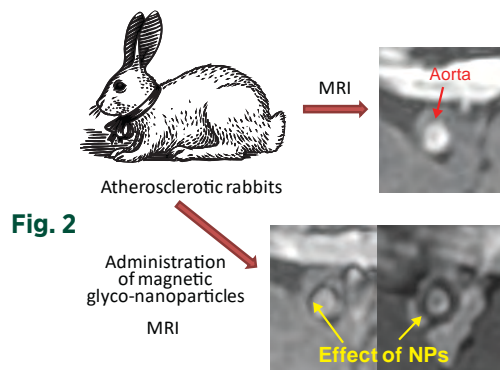 MRI
Aorta
Atherosclerotic rabbits
Fig. 2
Administration
of magnetic
glyco-nanoparticles
MRI
Effect of NPs